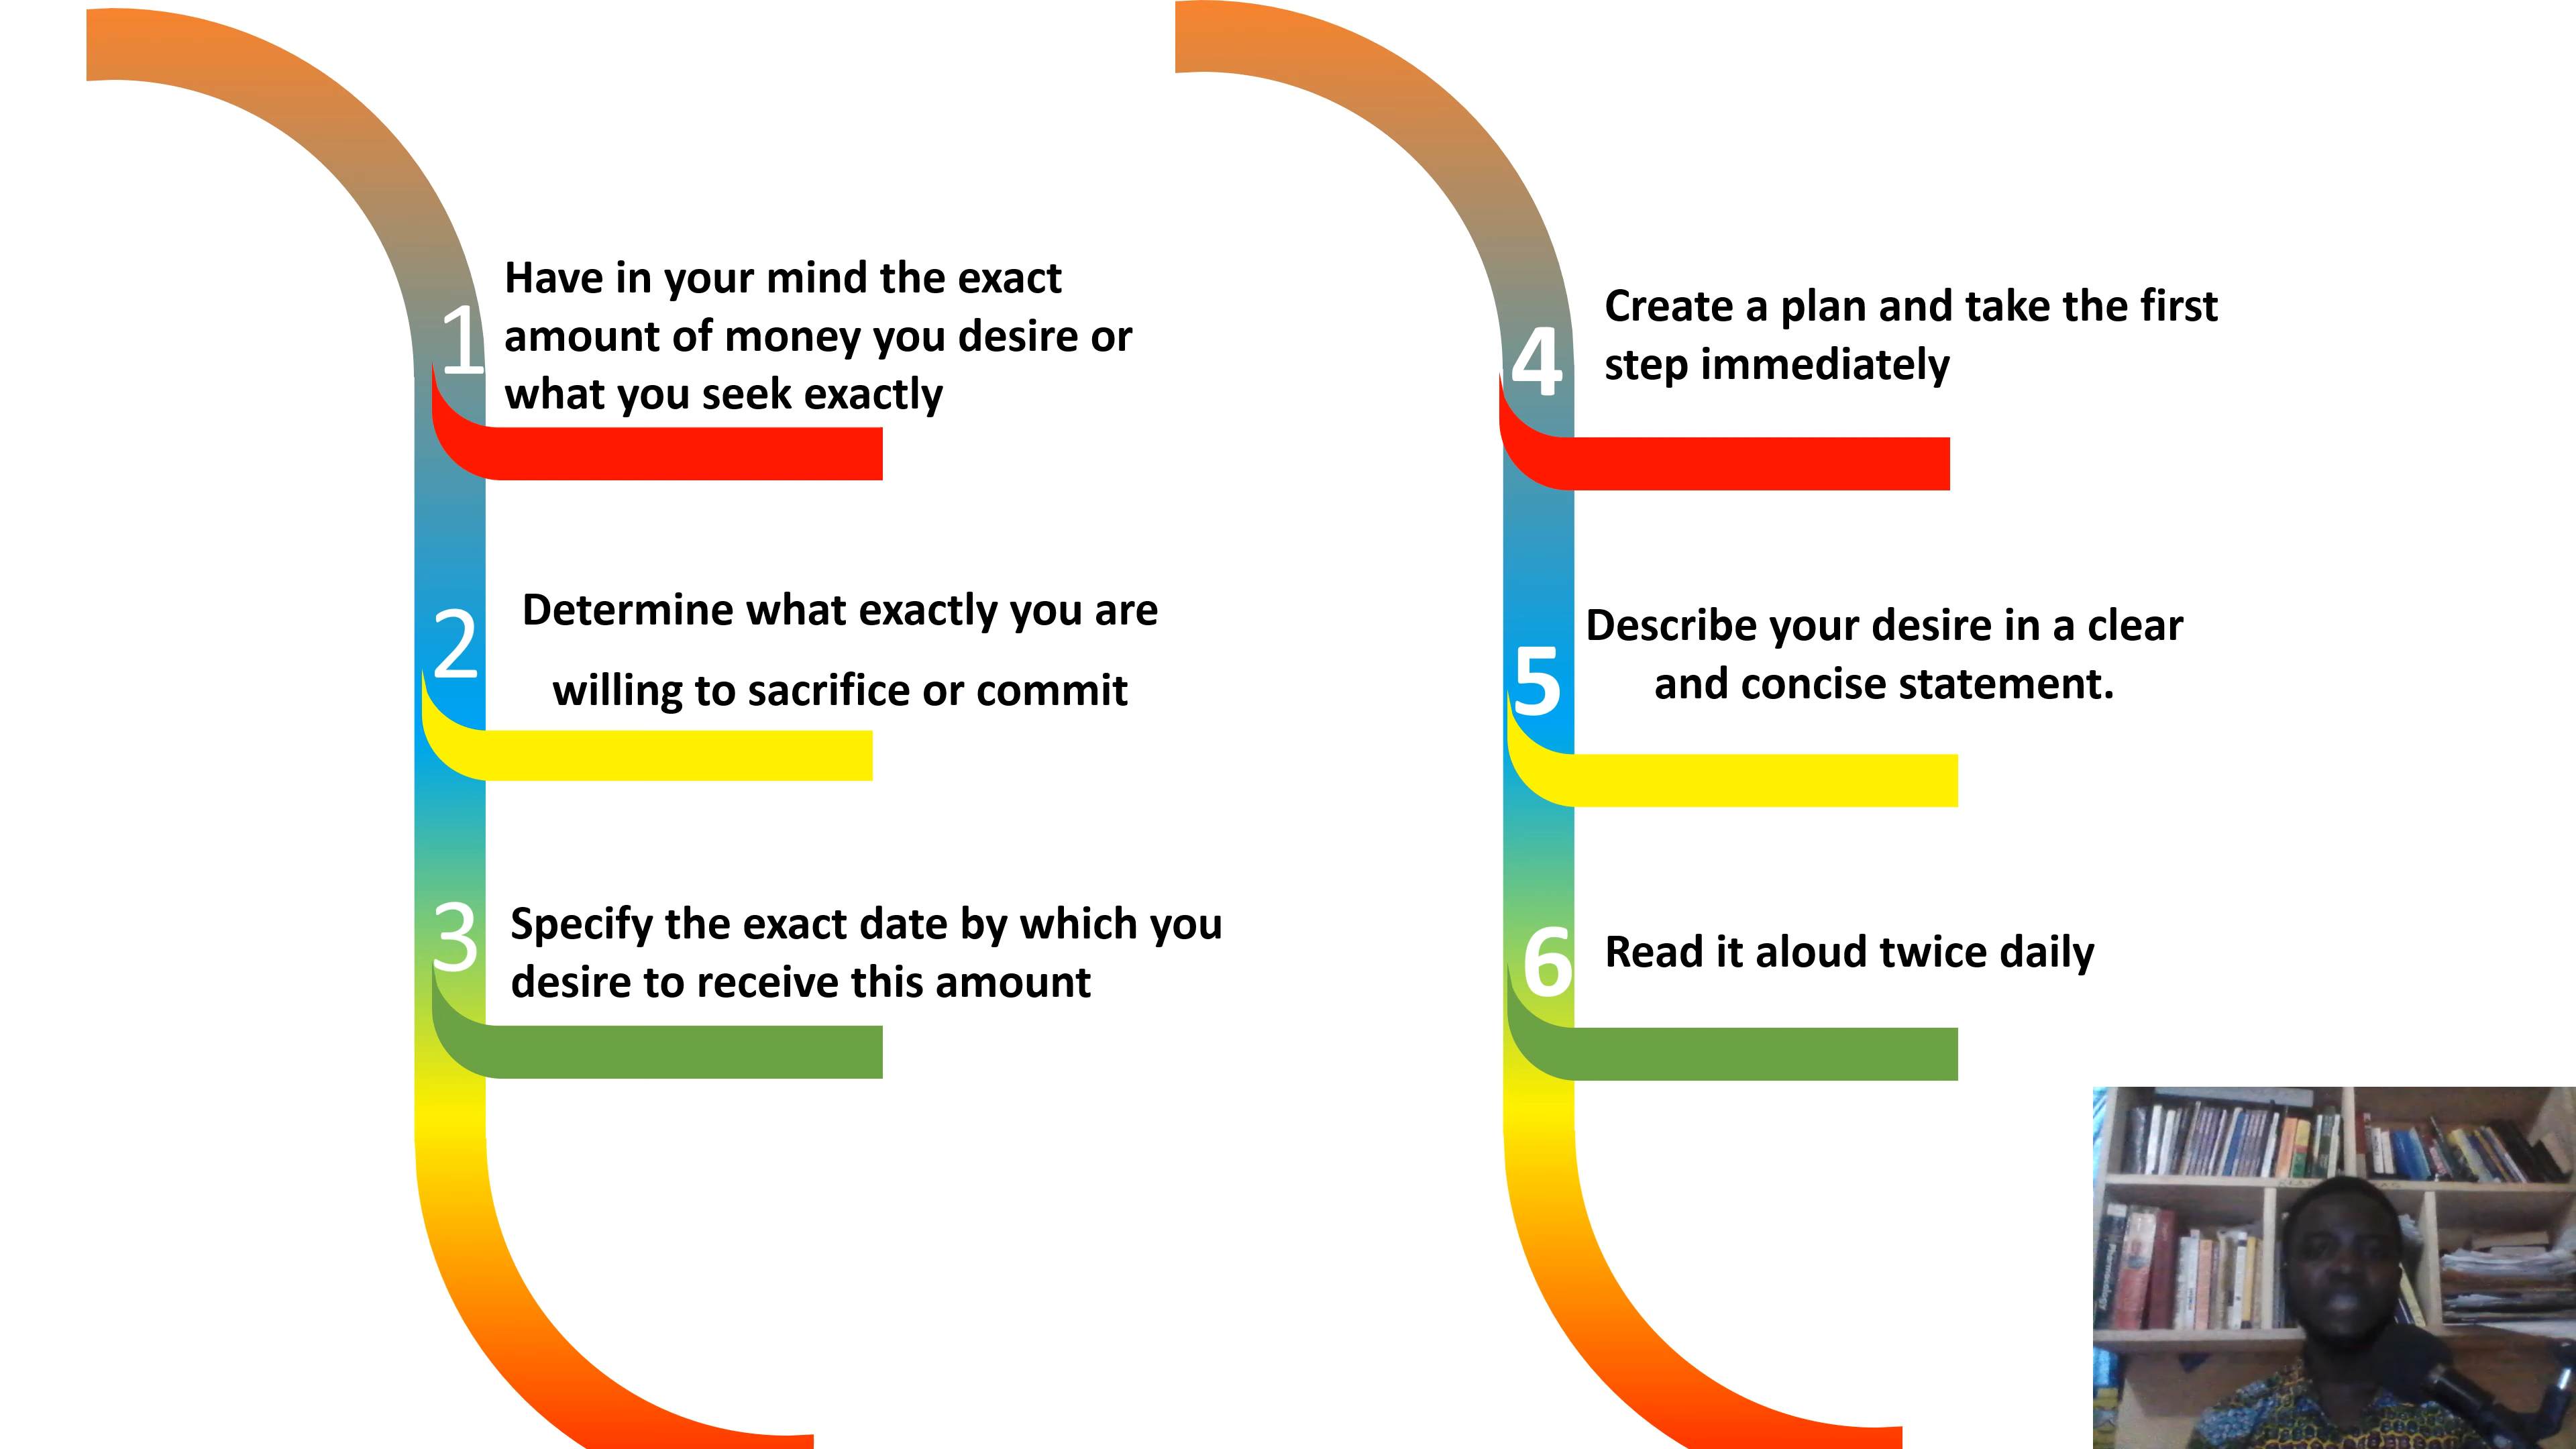 1
Have in your mind the exact
amount of money you desire or
what you seek exactly
2
Determine what exactly you are
willing to sacrifice or commit
3
Specify the exact date by which you
desire to receive this amount
4
Create a plan and take the first
step immediately
5
Describe your desire in a clear
and concise statement.
6
Read it aloud twice daily
Pharmacology